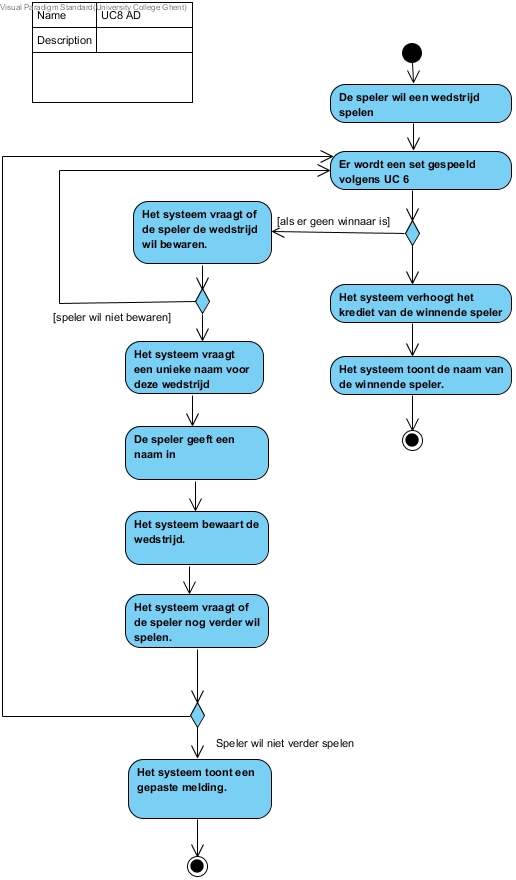 Visual Paradigm Standard(University College Ghent)
Name UC8 AD
Description
De speler wil een wedstrijd
spelen
Er wordt een set gespeeld
volgens UC 6
[als er geen winnaar is]
Het systeem vraagt of
de speler de wedstrijd
wil bewaren.
Het systeem verhoogt het
krediet van de winnende speler
[speler wil niet bewaren]
Het systeem vraagt
een unieke naam voor
deze wedstrijd
Het systeem toont de naam van
de winnende speler.
De speler geeft een
naam in
Het systeem bewaart de
wedstrijd.
Het systeem vraagt of
de speler nog verder wil
spelen.
Speler wil niet verder spelen
Het systeem toont een
gepaste melding.